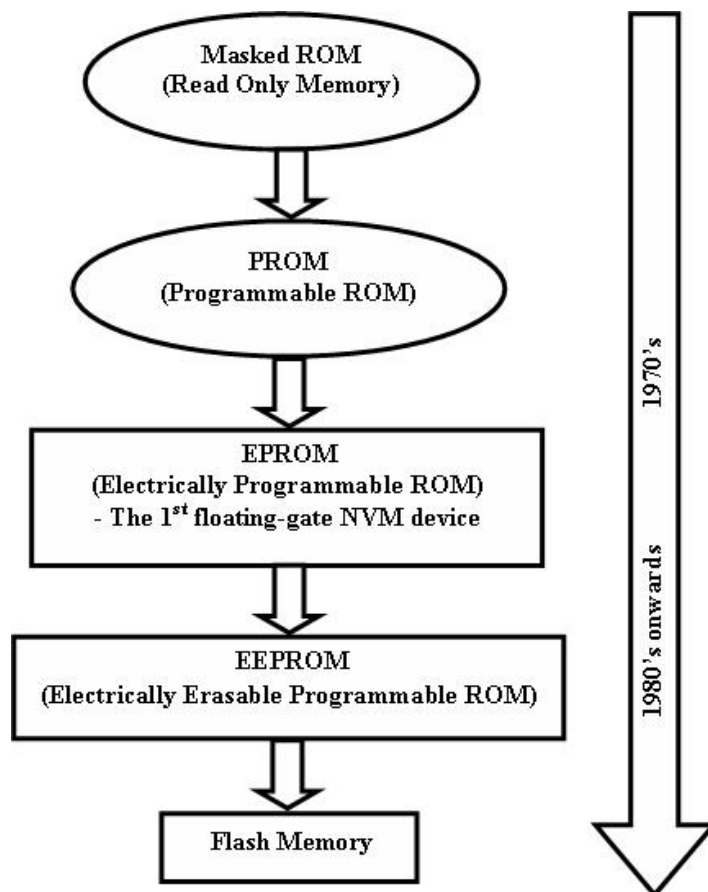 Masked ROM
(Read Only Memory)
PROM
(Programmable ROM)
EPROM
(Electrically Programmable ROM)
- The 1st floating-gate NVM device
EEPROM
(Electrically Erasable Programmable ROM)
Flash Memory
1970's
1980's onwards